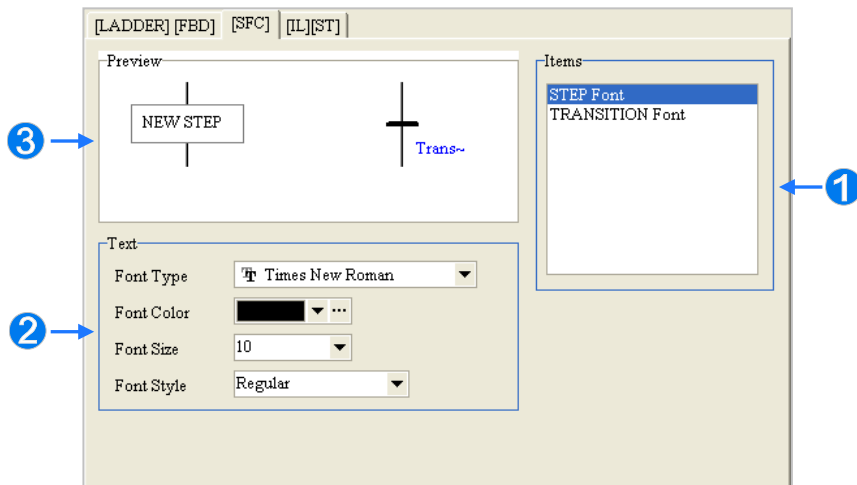 [LADDER] [FBD] [SFC] [IL][ST]
Preview
NEW STEP
Trans~
Items
STEP Font
TRANSITION Font
3
1
Text
Font Type Times New Roman
Font Color
Font Size 10
Font Style Regular
2